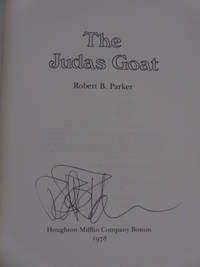 The
Judas Goat
Robert B. Parker
Houghton Mifflin Company Boston
1978